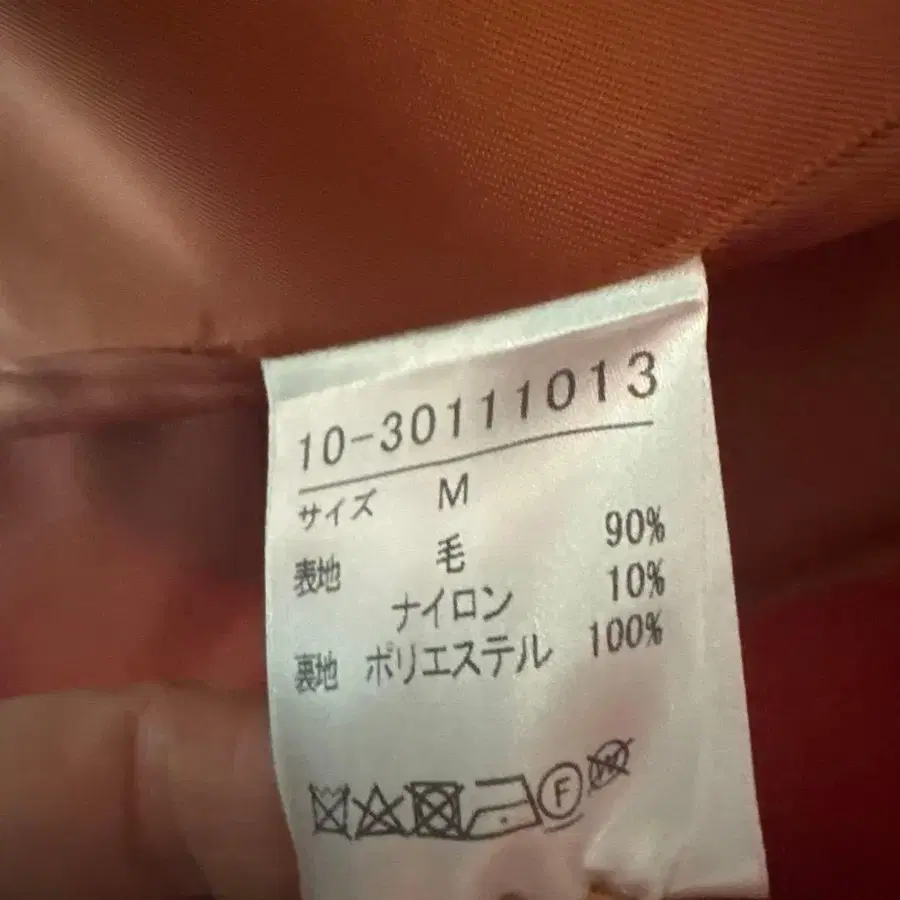 10-30111013
サイズ M
表地 毛 90%
ナイロン 10%
裏地 ポリエステル 100%
F W